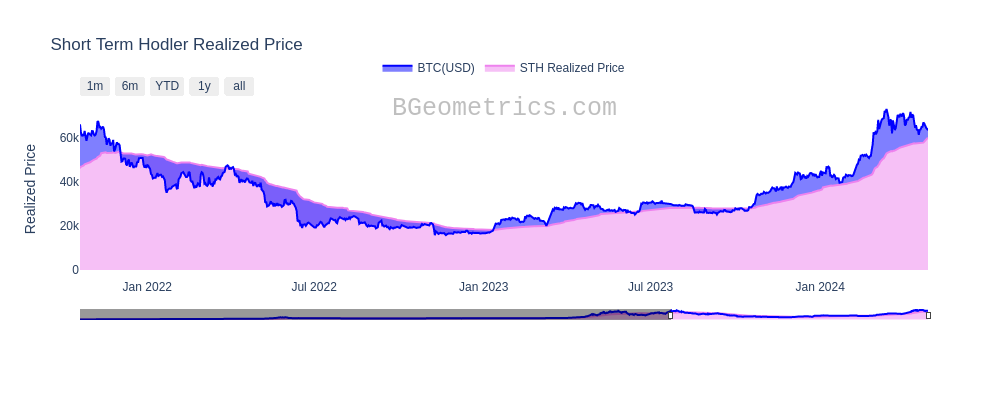 Short Term Hodler Realized Price
BTC(USD) STH Realized Price
1m 6m YTD 1y all
BGeometrics.com
Realized Price
60k
40k
20k
0
Jan 2022 Jul 2022 Jan 2023 Jul 2023 Jan 2024